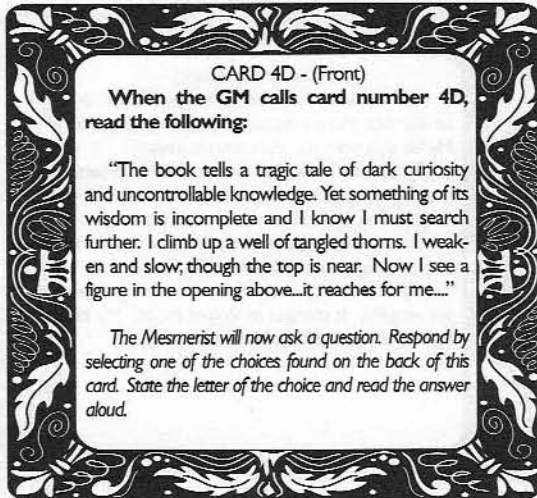 CARD 4D - (Front)
When the GM calls card number 4D,
read the following:
"The book tells a tragic tale of dark curiosity
and uncontrollable knowledge. Yet something of its
wisdom is incomplete and I know I must search
further. I climb up a well of tangled thorns. I weak-
en and slow, though the top is near. Now I see a
figure in the opening above...it reaches for me...."
The Mesmerist will now ask a question. Respond by
selecting one of the choices found on the back of this
card. State the letter of the choice and read the answer
aloud.